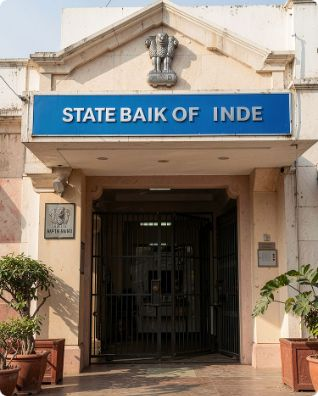 STATE BAIK OF INDE